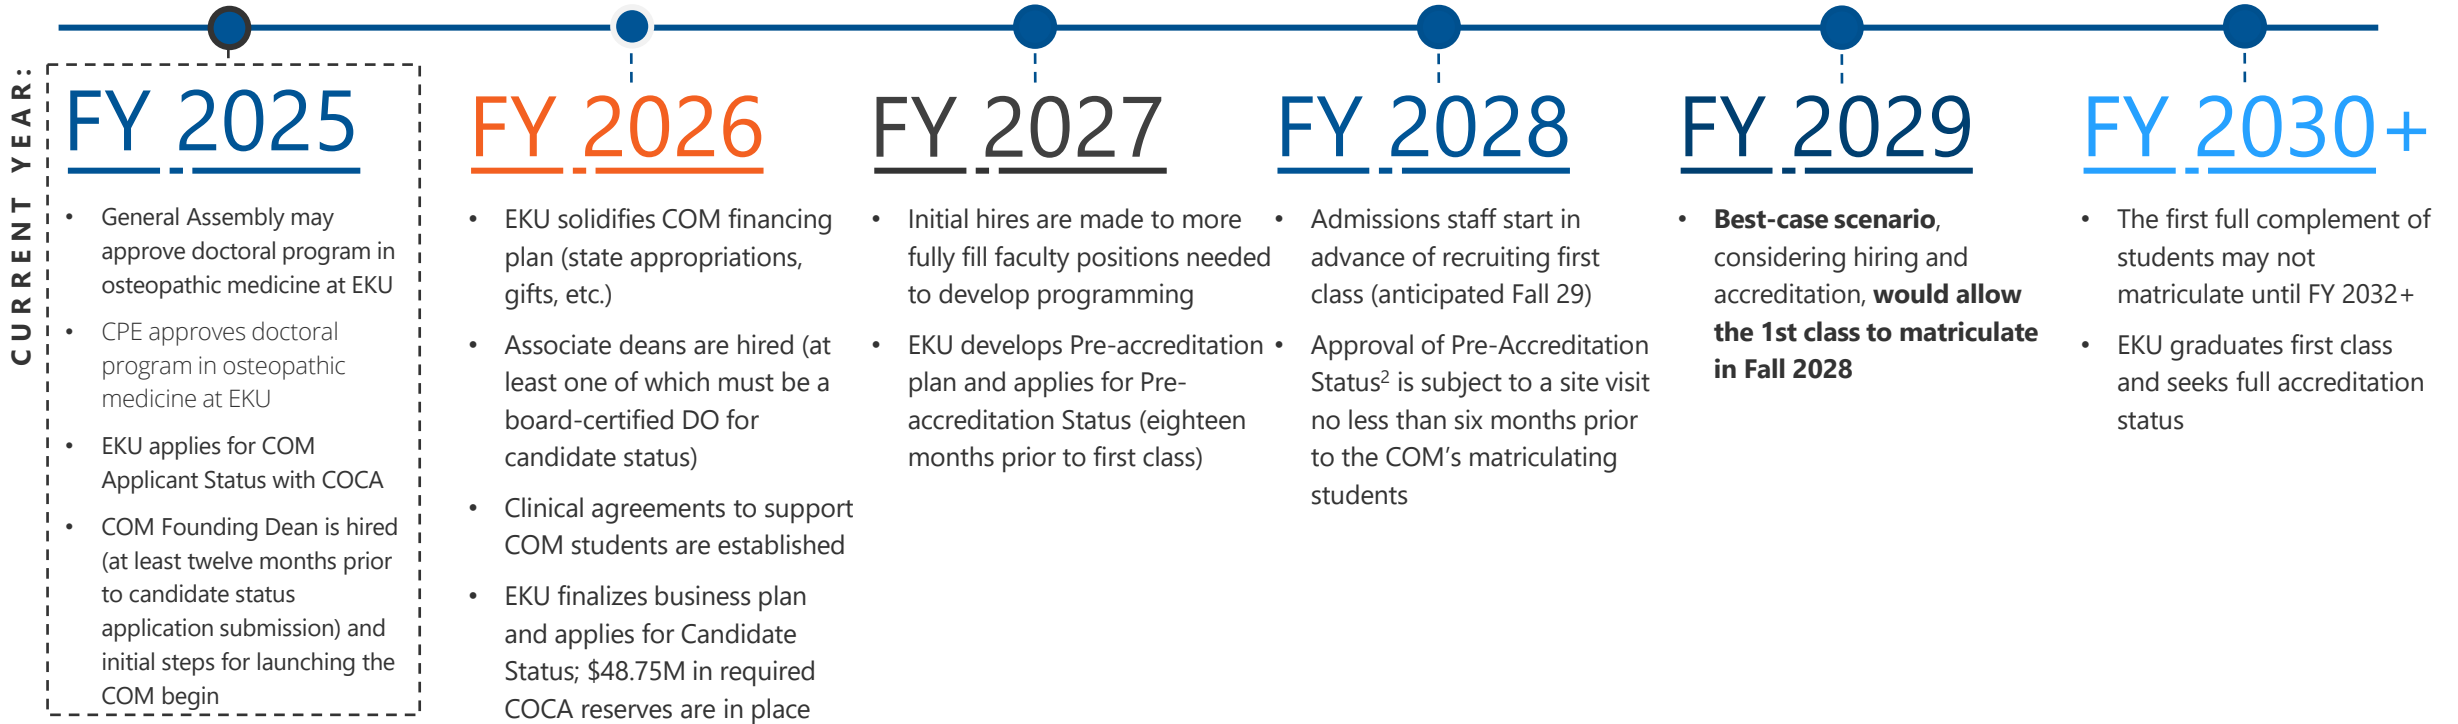 CURRENT YEAR:
FY 2025
• General Assembly may
approve doctoral program in
osteopathic medicine at EKU
• CPE approves doctoral
program in osteopathic
medicine at EKU
• EKU applies for COM
Applicant Status with COCA
• COM Founding Dean is hired
(at least twelve months prior
to candidate status
application submission) and
initial steps for launching the
COM begin
FY 2026
• EKU solidifies COM financing
plan (state appropriations,
gifts, etc.)
• Associate deans are hired (at
least one of which must be a
board-certified DO for
candidate status)
• Clinical agreements to support
COM students are established
• EKU finalizes business plan
and applies for Candidate
Status; $48.75M in required
COCA reserves are in place
FY 2027
• Initial hires are made to more
fully fill faculty positions needed
to develop programming
• EKU develops Pre-accreditation
plan and applies for Pre-
accreditation Status (eighteen
months prior to first class)
FY 2028
• Admissions staff start in
advance of recruiting first
class (anticipated Fall 29)
• Approval of Pre-Accreditation
Status² is subject to a site visit
no less than six months prior
to the COM’s matriculating
students
FY 2029
• Best-case scenario,
considering hiring and
accreditation, would allow
the 1st class to matriculate
in Fall 2028
FY 2030+
• The first full complement of
students may not
matriculate until FY 2032+
• EKU graduates first class
and seeks full accreditation
status